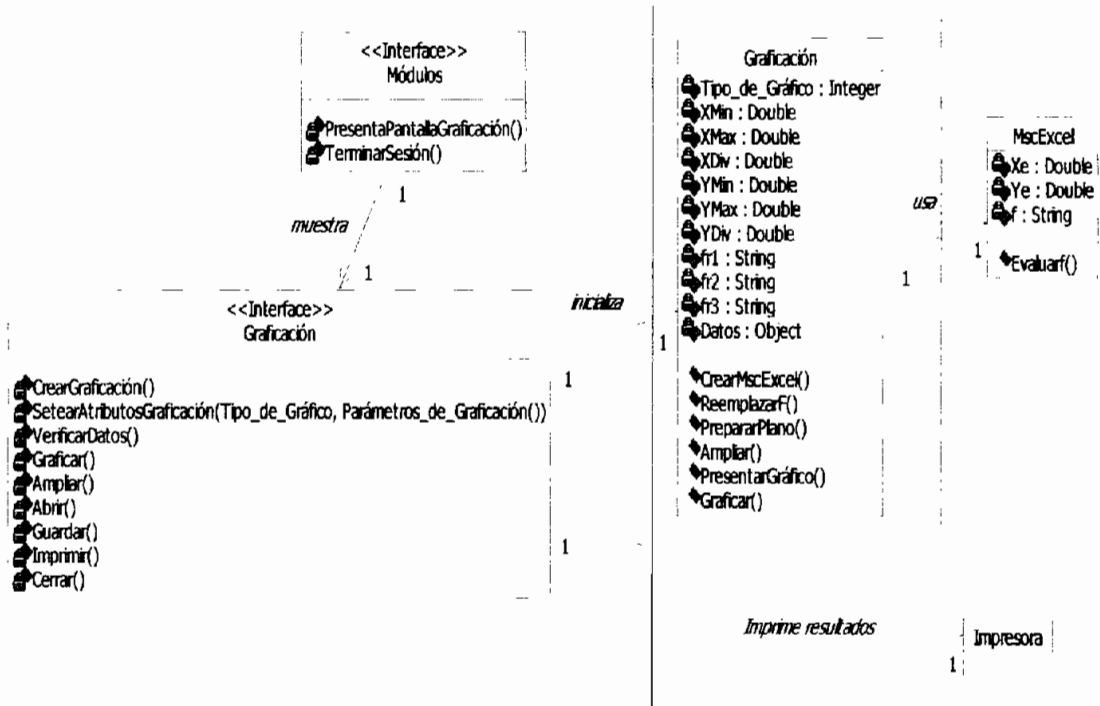 <<Interface>>
Módulos
PresentaPantallaGraficación()
TerminarSesión()
1
muestra
1
<<Interface>>
Graficación
CrearGraficación()
SetearAtributosGraficación(Tipo_de_Gráfico, Parámetros_de_Graficación())
VerificarDatos()
Graficar()
Ampliar()
Abrir()
Guardar()
Imprimir()
Cerrar()
inicializa
1
1
1
Graficación
Tipo_de_Gráfico : Integer
XMin : Double
XMax : Double
XDiv : Double
YMin : Double
YMax : Double
YDiv : Double
fr1 : String
fr2 : String
fr3 : String
Datos : Object
CrearMscExcel()
ReemplazarF()
PrepararPlano()
Ampliar()
PresentarGráfico()
Graficar()
usa
1
1
MscExcel
Xe : Double
Ye : Double
f : String
Evaluarf()
Imprime resultados
1
Impresora